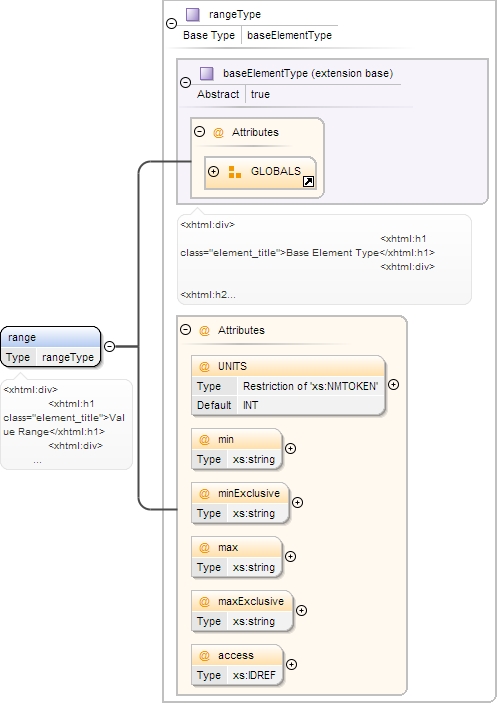 rangeType
Base Type baseElementType
baseElementType (extension base)
Abstract true
@ Attributes
GLOBALS
<xhtml:div>
<xhtml:h1
class="element_title">Base Element Type</xhtml:h1>
<xhtml:div>
<xhtml:h2...
range
Type rangeType
<xhtml:div>
<xhtml:h1
class="element_title">Val
ue Range</xhtml:h1>
<xhtml:div>
...
@ Attributes
@ UNITS
Type Restriction of 'xs:NMTOKEN'
Default INT
@ min
Type xs:string
@ minExclusive
Type xs:string
@ max
Type xs:string
@ maxExclusive
Type xs:string
@ access
Type xs:IDREF